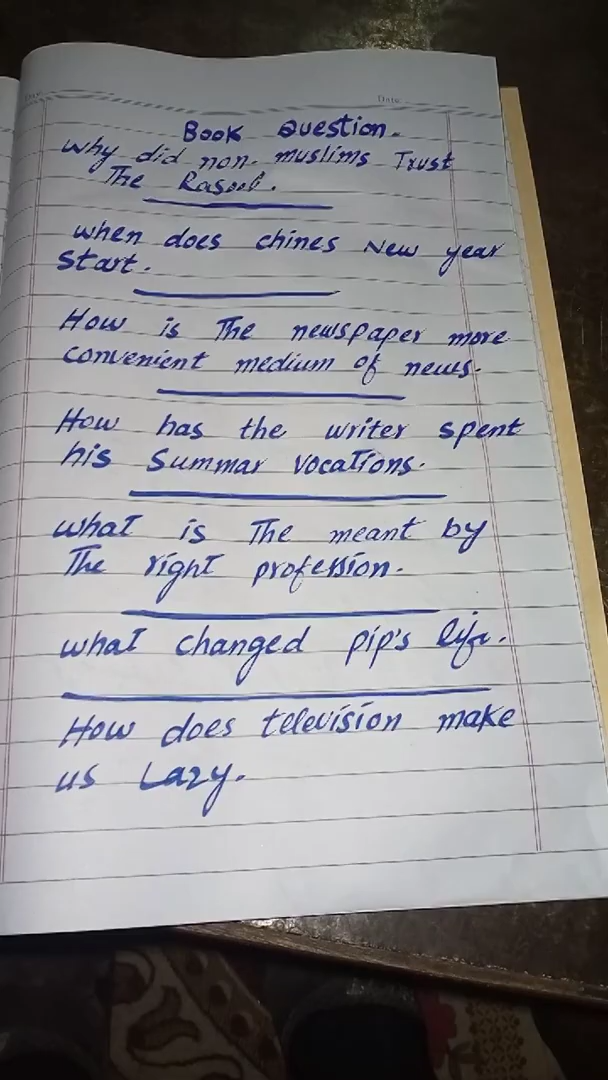 Date
Book Question.
why did non-muslims Trust
The Rasool.
when does chines New year
Start.
How is The newspaper more
convenient medium of news.
How has the writer spent
his Summar Vocations.
what is The meant by
The right profession.
what changed pip's life.
How does television make
us Lazy.